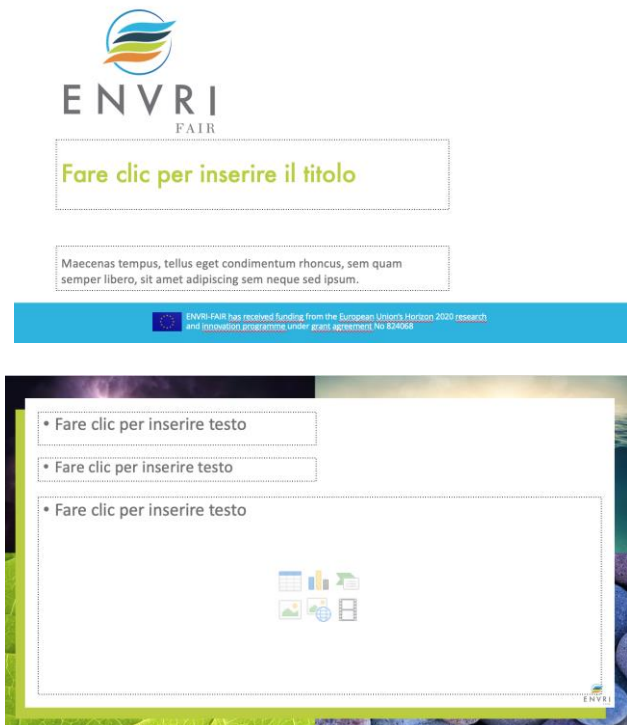 ENVRI
FAIR
Fare clic per inserire il titolo
Maecenas tempus, tellus eget condimentum rhoncus, sem quam
semper libero, sit amet adipiscing sem neque sed ipsum.
ENVRI-FAIR has received funding from the European Union's Horizon 2020 research
and innovation programme under grant agreement No 824068
• Fare clic per inserire testo
• Fare clic per inserire testo
• Fare clic per inserire testo
ENVRI